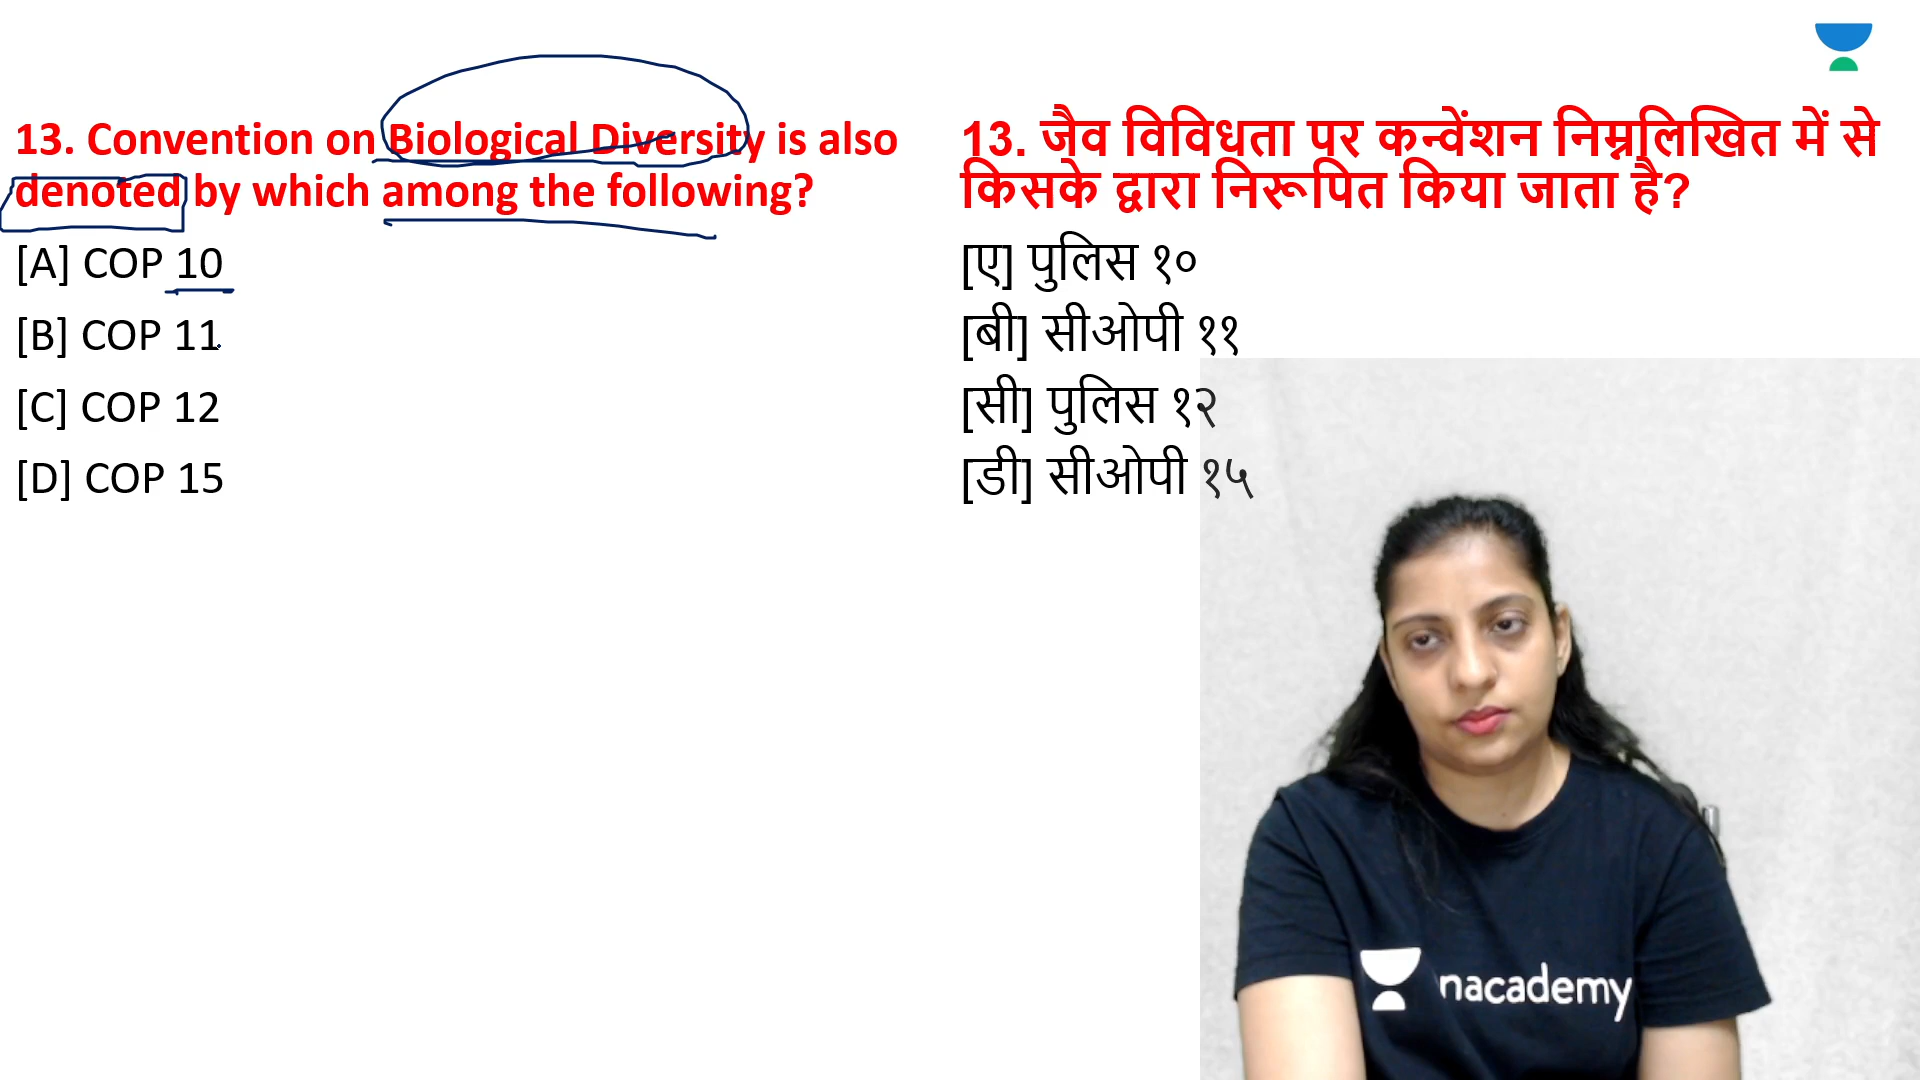 13. Convention on Biological Diversity is also
denoted by which among the following?
[A] COP 10
[B] COP 11
[C] COP 12
[D] COP 15
13. जैव विविधता पर कन्वेंशन निम्नलिखित में से
किसके द्वारा निरूपित किया जाता है?
[ए] पुलिस १०
[बी] सीओपी ११
[सी] पुलिस १२
[डी] सीओपी १५
nacademy